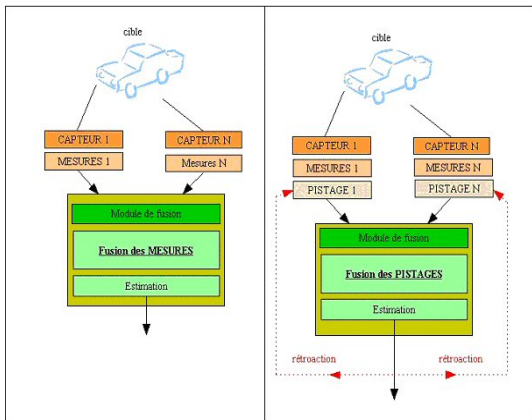 cible
CAPTEUR 1
CAPTEUR N
MESURES 1
Mesures N
Module de fusion
Fusion des MESURES
Estimation
cible
CAPTEUR 1
CAPTEUR N
MESURES 1
MESURES N
PISTAGE 1
PISTAGE N
Module de fusion
Fusion des PISTAGES
Estimation
rétroaction
rétroaction